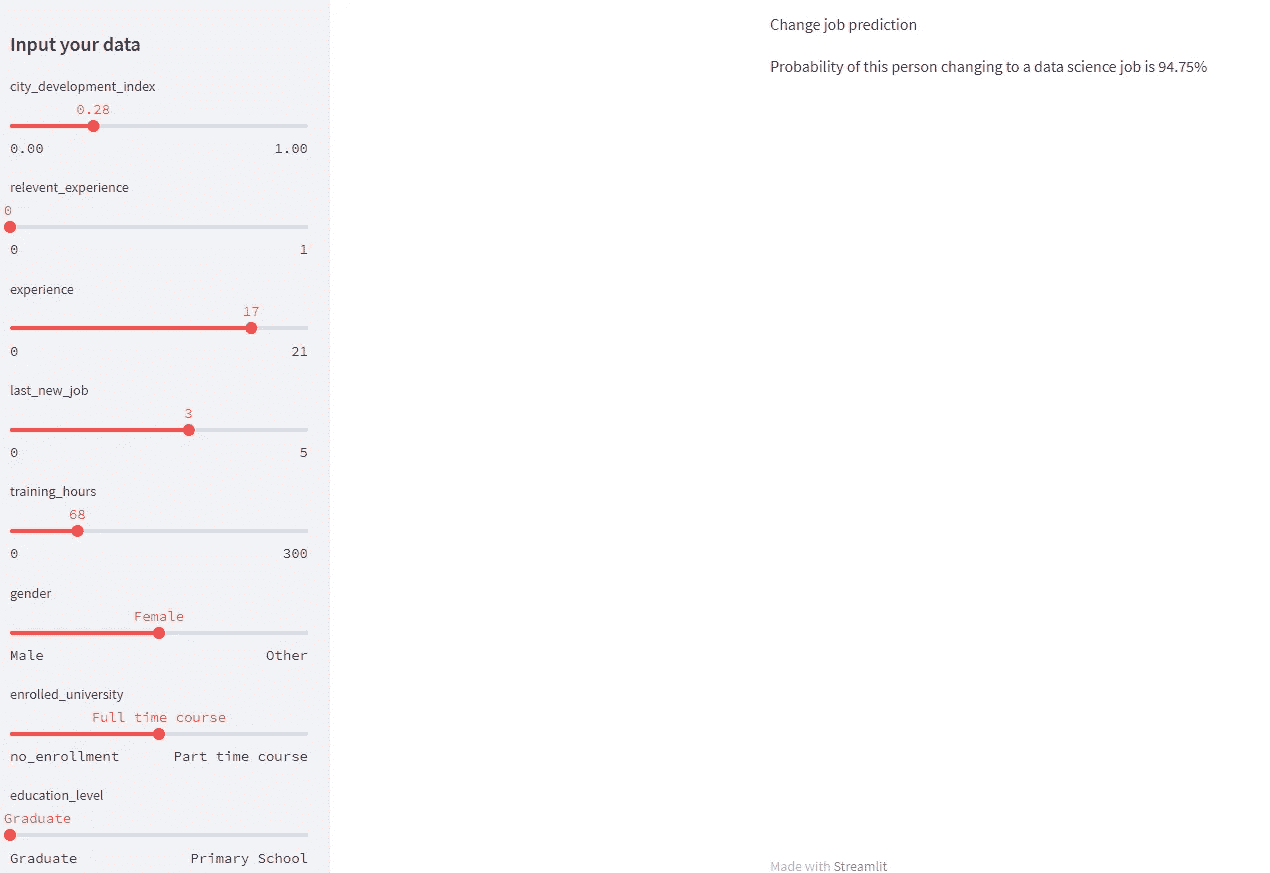 Input your data
city_development_index
0.28
0.00 1.00
relevent_experience
0
0 1
experience
17
0 21
last_new_job
3
0 5
training_hours
68
0 300
gender
Female
Male Other
enrolled_university
Full time course
no_enrollment Part time course
education_level
Graduate
Graduate Primary School
Change job prediction
Probability of this person changing to a data science job is 94.75%
Made with Streamlit